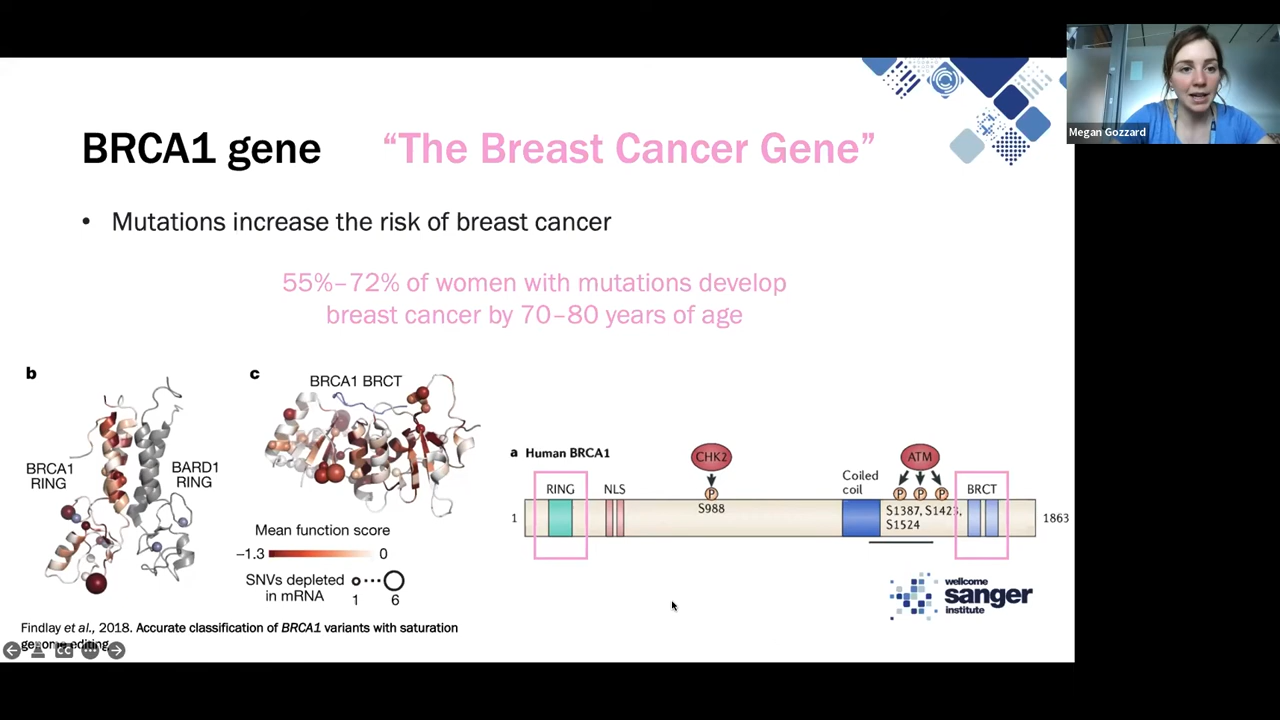 Megan Gozzard
BRCA1 gene “The Breast Cancer Gene”
• Mutations increase the risk of breast cancer
55%–72% of women with mutations develop
breast cancer by 70–80 years of age
b
BRCA1
RING
BARD1
RING
c
BRCA1 BRCT
Mean function score
−1.3 0
SNVs depleted
in mRNA
1 6
a Human BRCA1
CHK2
ATM
RING
NLS
P
S988
Coiled
coil
P P P
S1387, S1423,
S1524
BRCT
1
1863
wellcome
sanger
institute
Findlay et al., 2018. Accurate classification of BRCA1 variants with saturation
genome editing
CC